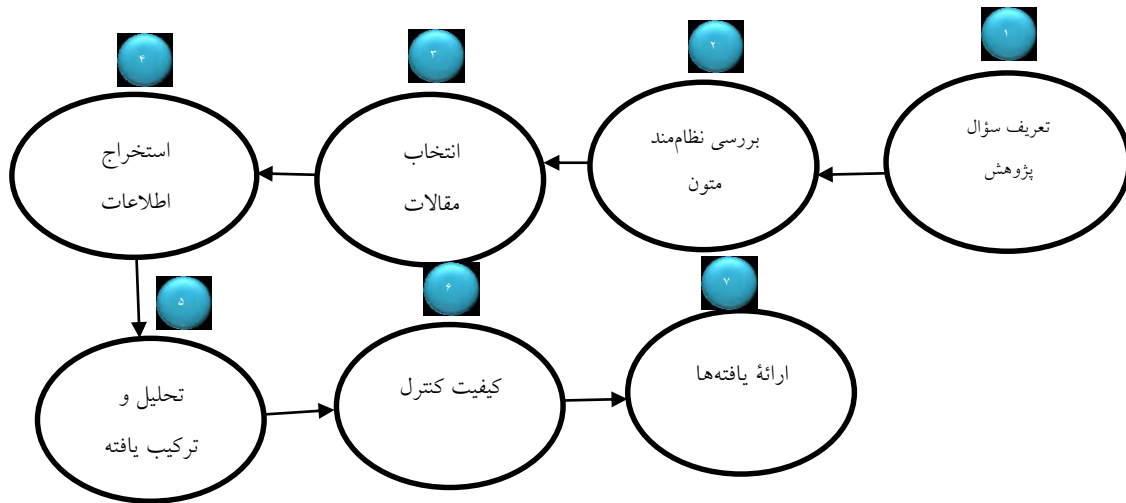 ۱
تعریف سؤال
پژوهش
۲
بررسی نظام‌مند
متون
۳
انتخاب
مقالات
۴
استخراج
اطلاعات
۵
تحلیل و
ترکیب یافته
۶
کیفیت کنترل
۷
ارائهٔ یافته‌ها